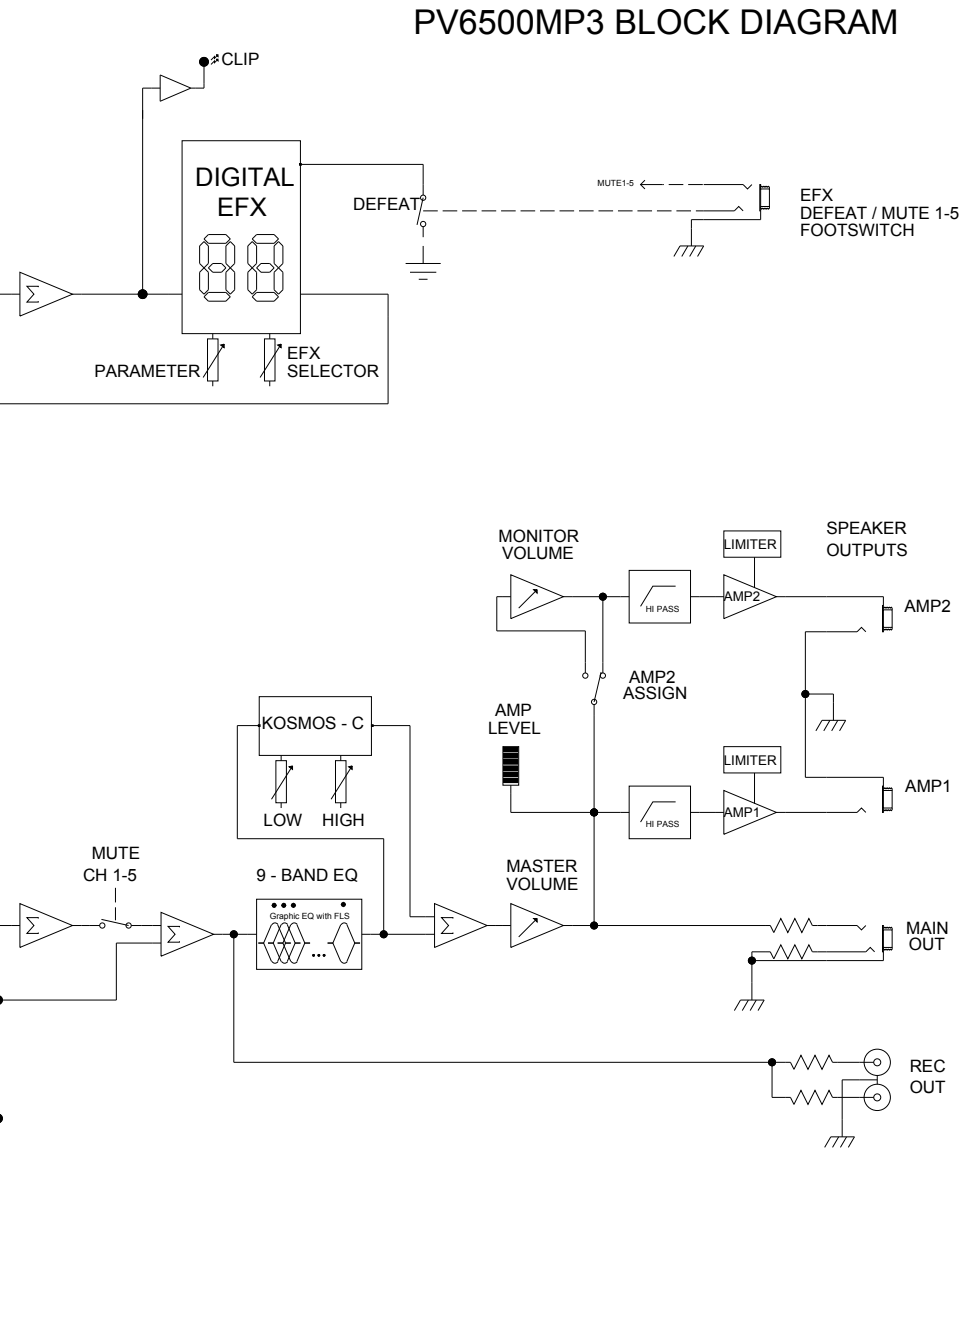 PV6500MP3 BLOCK DIAGRAM
CLIP
DIGITAL
EFX
DEFEAT
MUTE1-5
EFX
DEFEAT / MUTE 1-5
FOOTSWITCH
Σ
PARAMETER
EFX
SELECTOR
MONITOR
VOLUME
LIMITER
SPEAKER
OUTPUTS
HI PASS
AMP2
AMP2
AMP2
ASSIGN
AMP
LEVEL
KOSMOS - C
LOW
HIGH
LIMITER
HI PASS
AMP1
AMP1
MUTE
CH 1-5
9 - BAND EQ
MASTER
VOLUME
Graphic EQ with FLS
Σ
Σ
Σ
MAIN
OUT
REC
OUT